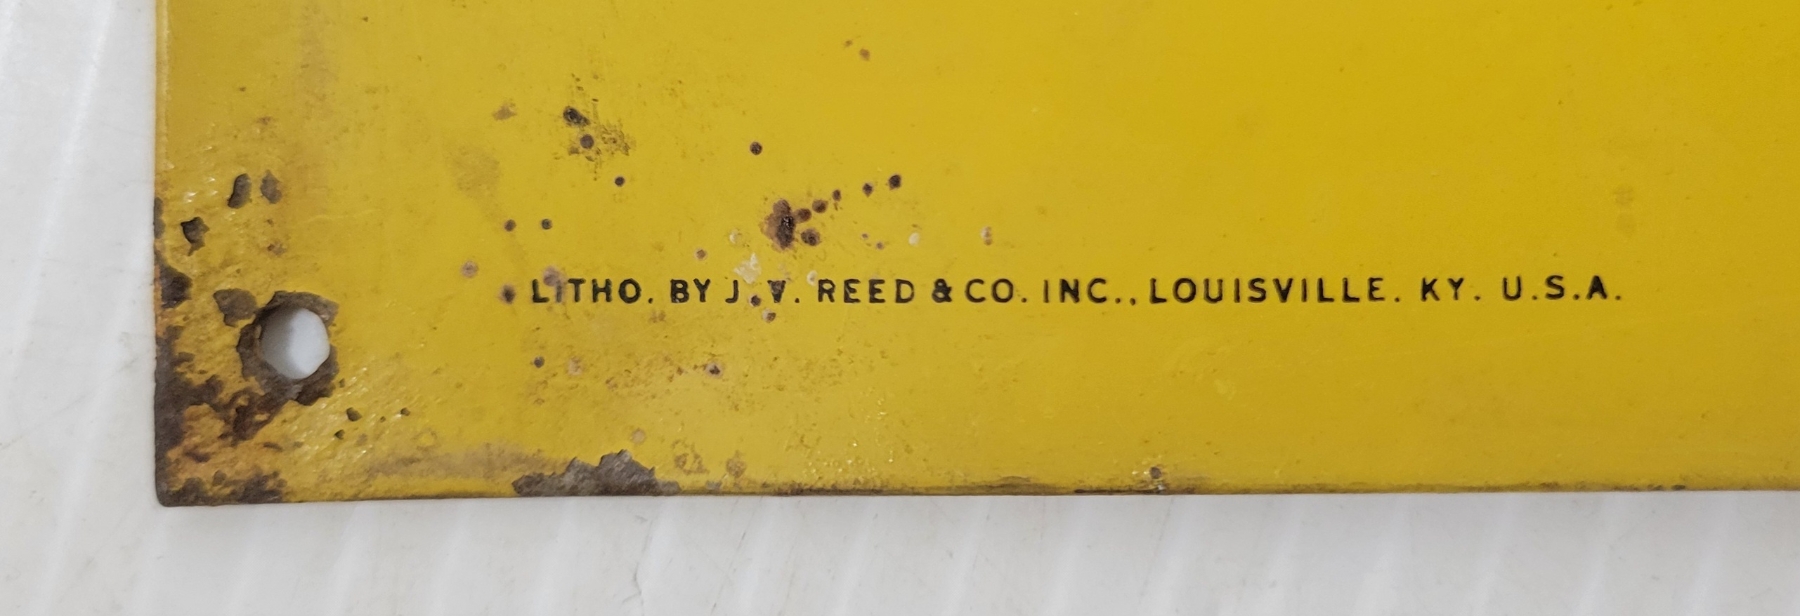 LITHO. BY J. V. REED & CO. INC., LOUISVILLE. KY. U.S.A.